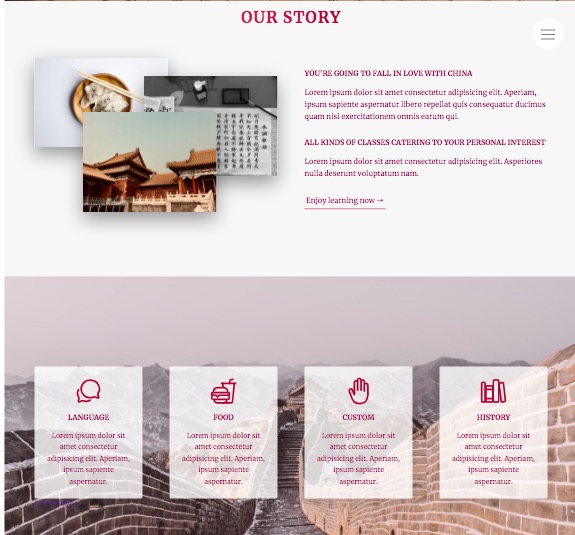 OUR STORY
YOU'RE GOING TO FALL IN LOVE WITH CHINA
Lorem ipsum dolor sit amet consectetur adipisicing elit. Aperiam,
ipsum sapiente aspernatur libero repellat quis consequatur ducimus
quam nisi exercitationem omnis earum qui.
ALL KINDS OF CLASSES CATERING TO YOUR PERSONAL INTEREST
Lorem ipsum dolor sit amet consectetur adipisicing elit. Asperiores
nulla deserunt voluptatum nam.
Enjoy learning now →
LANGUAGE
Lorem ipsum dolor sit
amet consectetur
adipisicing elit. Aperiam,
ipsum sapiente
aspernatur.
FOOD
Lorem ipsum dolor sit
amet consectetur
adipisicing elit. Aperiam,
ipsum sapiente
aspernatur.
CUSTOM
Lorem ipsum dolor sit
amet consectetur
adipisicing elit. Aperiam,
ipsum sapiente
aspernatur.
HISTORY
Lorem ipsum dolor sit
amet consectetur
adipisicing elit. Aperiam,
ipsum sapiente
aspernatur.